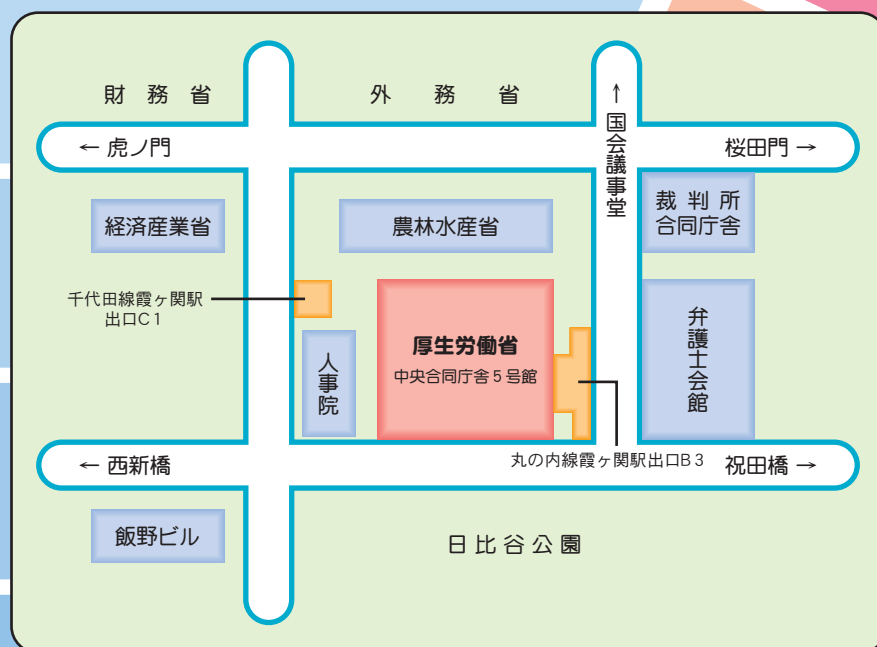 財務省
外務省
↑国会議事堂
← 虎ノ門
桜田門 →
経済産業省
農林水産省
裁判所
合同庁舎
千代田線霞ヶ関駅
出口C1
人事院
厚生労働省
中央合同庁舎5号館
弁護士会館
← 西新橋
丸の内線霞ヶ関駅出口B3
祝田橋 →
飯野ビル
日比谷公園